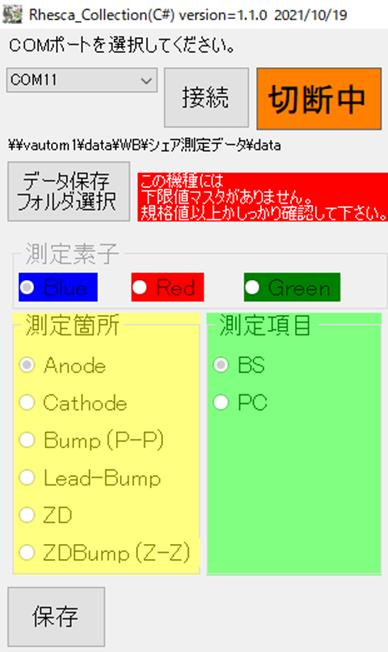 Rhesca_Collection(C#) version=1.1.0 2021/10/19
COMポートを選択してください。
COM11
接続
切断中
¥¥vautom1¥data¥WB¥シェア測定データ¥data
データ保存
フォルダ選択
この機種には
下限値マスタがありません。
規格値以上かしっかり確認して下さい。
測定素子
Blue
Red
Green
測定箇所
Anode
Cathode
Bump(P-P)
Lead-Bump
ZD
ZDBump(Z-Z)
測定項目
BS
PC
保存